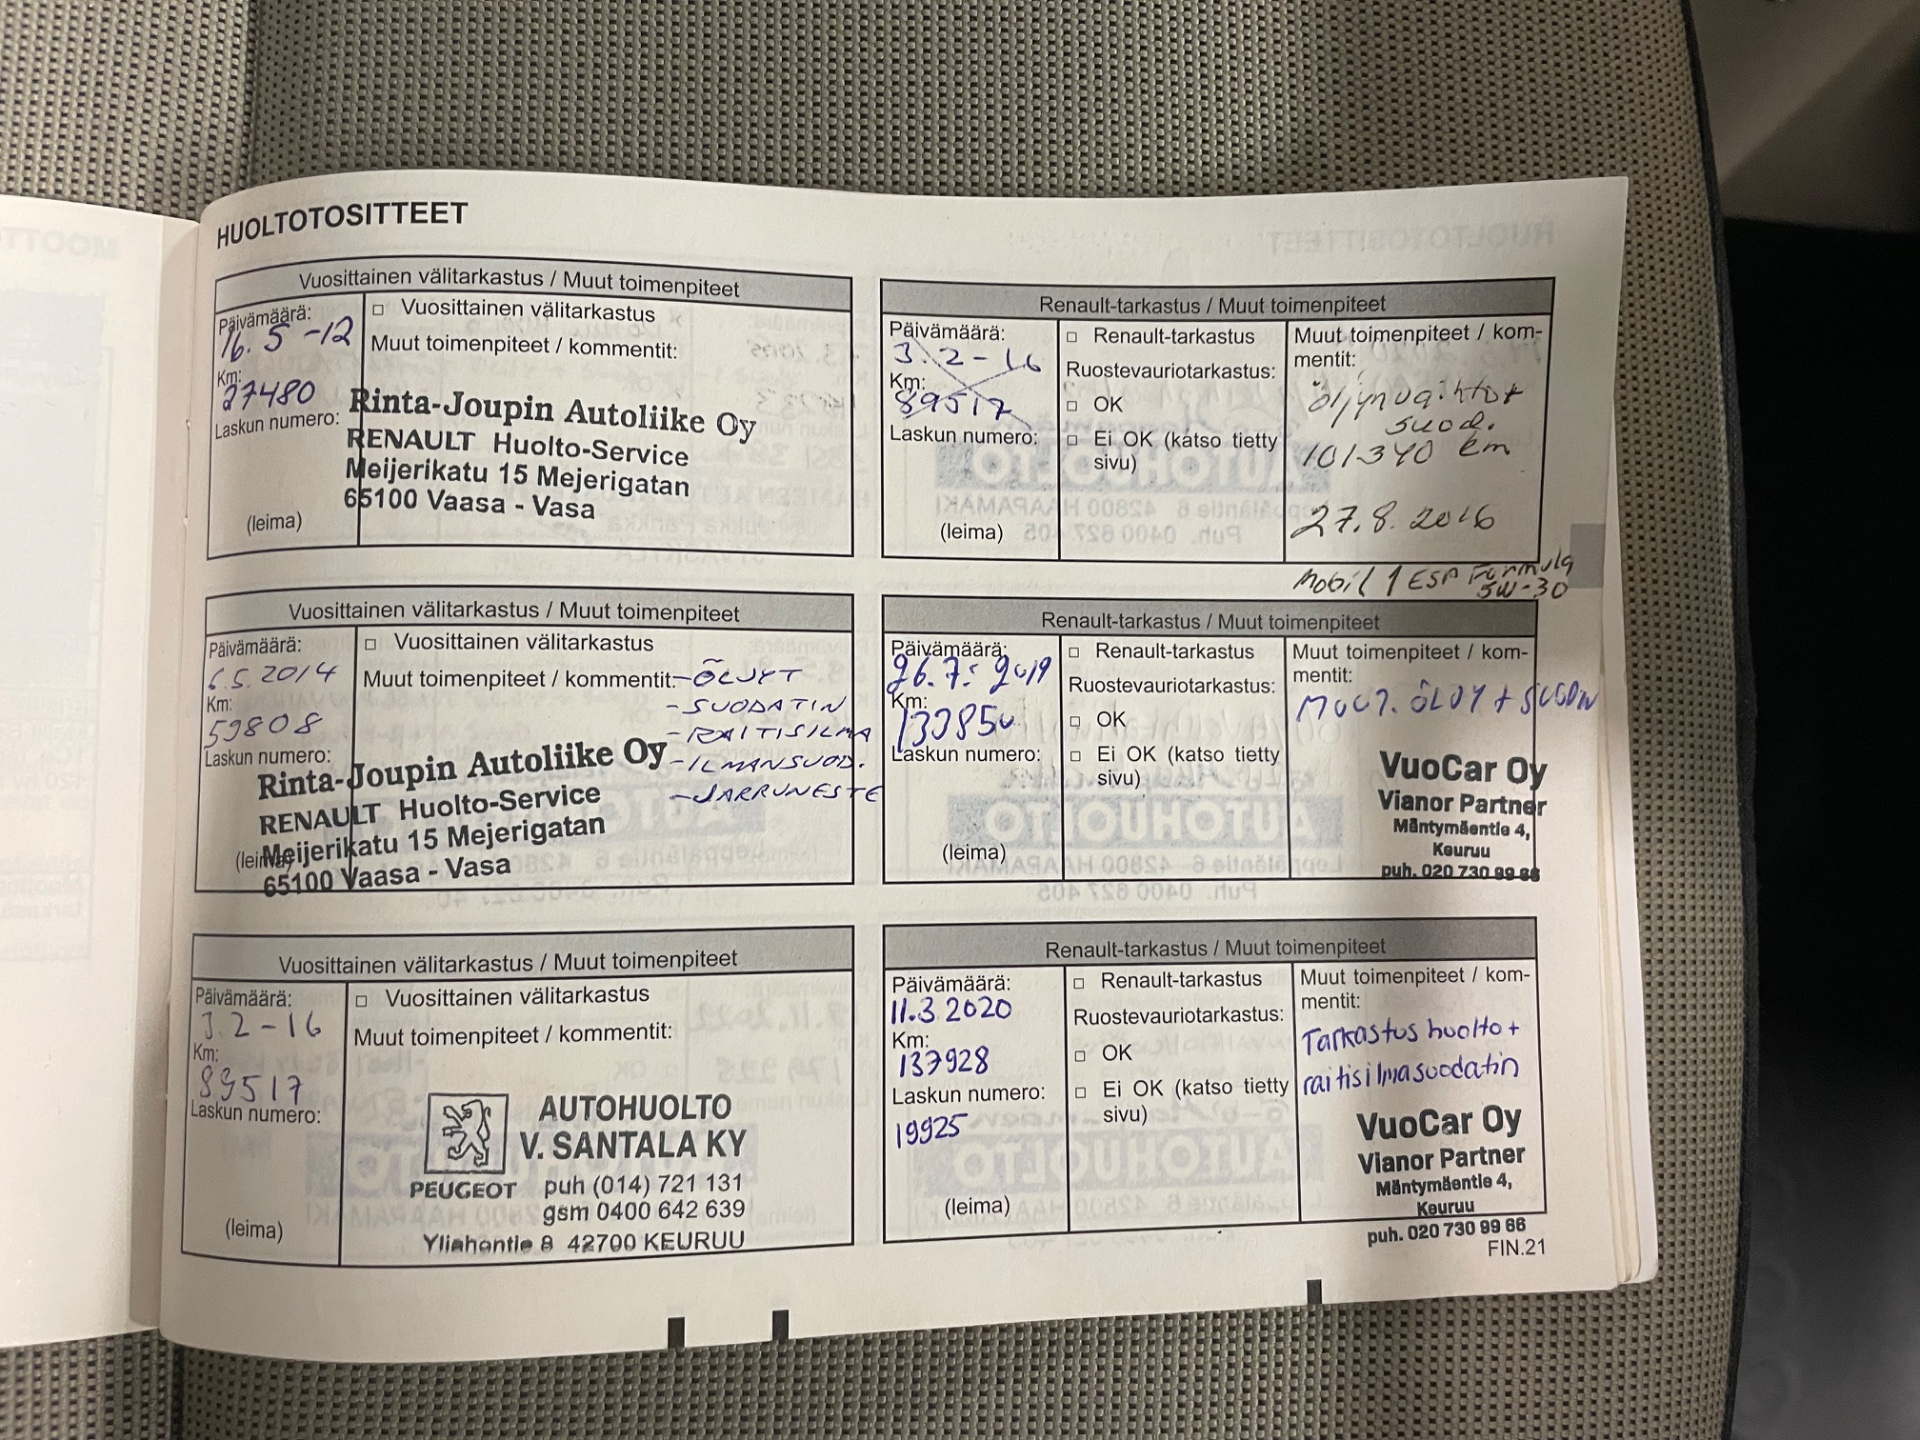 HUOLTOTOSITTEET
Vuosittainen välitarkastus / Muut toimenpiteet
Päivämäärä:
16.5-12
Km:
27480
Laskun numero:
(leima)
□ Vuosittainen välitarkastus
Muut toimenpiteet / kommentit:
Rinta-Joupin Autoliike Oy
RENAULT Huolto-Service
Meijerikatu 15 Mejerigatan
65100 Vaasa - Vasa
Renault-tarkastus / Muut toimenpiteet
Päivämäärä:
3.2-16
Km:
89517
Laskun numero:
(leima)
□ Renault-tarkastus
Ruostevauriotarkastus:
□ OK
□ Ei OK (katso tietty
sivu)
Muut toimenpiteet / kom-
mentit:
öljynvaihto+
suod.
101340 km
27.8.2016
Mobil 1 ESP Formula
5W-30
Vuosittainen välitarkastus / Muut toimenpiteet
Päivämäärä:
6.5.2014
Km:
59808
Laskun numero:
(leima)
□ Vuosittainen välitarkastus
Muut toimenpiteet / kommentit:
-ÖLJYT
-SUODATIN
-RAITISILMA
-ILMANSUOD.
-JARRUNESTE
Rinta-Joupin Autoliike Oy
RENAULT Huolto-Service
Meijerikatu 15 Mejerigatan
65100 Vaasa - Vasa
Renault-tarkastus / Muut toimenpiteet
Päivämäärä:
26.7.2019
Km:
Laskun numero:
(leima)
□ Renault-tarkastus
Ruostevauriotarkastus:
□ OK
□ Ei OK (katso tietty
sivu)
Muut toimenpiteet / kom-
mentit:
VuoCar Oy
Vianor Partner
Mäntymäentie 4,
Keuruu
puh. 020 730 99 66
Vuosittainen välitarkastus / Muut toimenpiteet
Päivämäärä:
3.2-16
Km:
89517
Laskun numero:
(leima)
□ Vuosittainen välitarkastus
Muut toimenpiteet / kommentit:
AUTOHUOLTO
V. SANTALA KY
PEUGEOT puh (014) 721 131
gsm 0400 642 639
Yliahontie 8 42700 KEURUU
Renault-tarkastus / Muut toimenpiteet
Päivämäärä:
11.3 2020
Km:
137928
Laskun numero:
19925
(leima)
□ Renault-tarkastus
Ruostevauriotarkastus:
□ OK
□ Ei OK (katso tietty
sivu)
Muut toimenpiteet / kom-
mentit:
Tarkastus huolto +
raitisilmasuodatin
VuoCar Oy
Vianor Partner
Mäntymäentie 4,
Keuruu
puh. 020 730 99 66
FIN.21